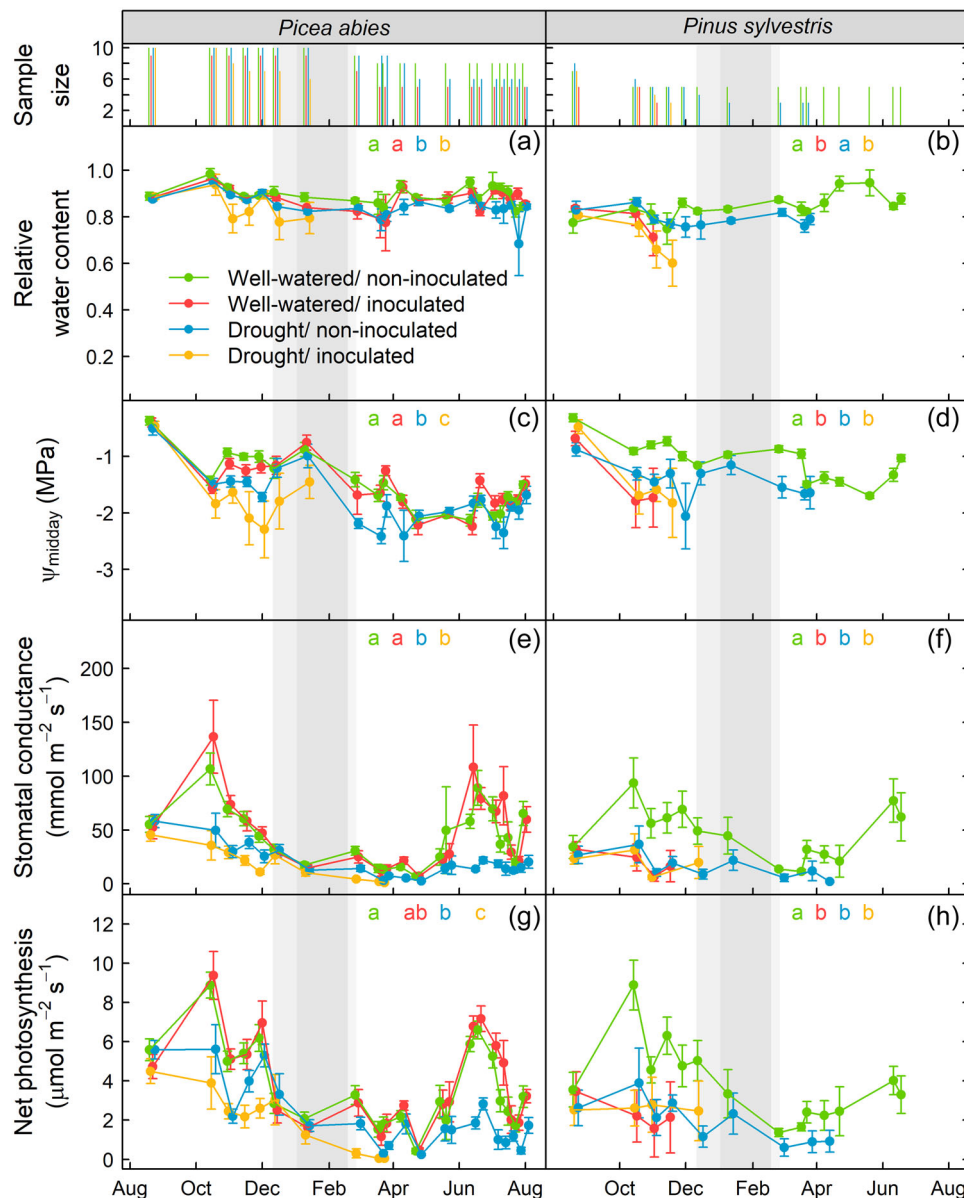 Picea abies
Pinus sylvestris
Sample size
10
8
6
4
2
(a)
a a b b
(b)
a b a b
Relative water content
1.0
0.8
0.6
0.4
0.2
Well-watered/ non-inoculated
Well-watered/ inoculated
Drought/ non-inoculated
Drought/ inoculated
(c)
a a b c
(d)
a b b b
Ψmidday (MPa)
-1
-2
-3
(e)
a a b b
(f)
a b b b
Stomatal conductance
(mmol m⁻² s⁻¹)
200
150
100
50
0
(g)
a ab b c
(h)
a b b b
Net photosynthesis
(μmol m⁻² s⁻¹)
12
10
8
6
4
2
0
Aug Oct Dec Feb Apr Jun Aug
Oct Dec Feb Apr Jun Aug